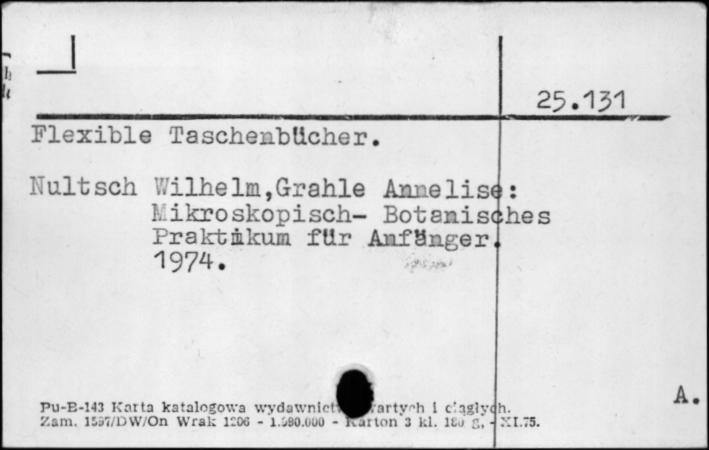 25.131
Flexible Taschenbücher.
Nultsch Wilhelm,Grahle Annelise:
Mikroskopisch- Botanisches
Praktikum für Anfänger.
1974.
A.
Pu-B-143 Karta katalogowa wydawnictw zwartych i ciągłych.
Zam. 1597/DW/On Wrak 1206 - 1.980.000 - Karton 3 kl. 180 g. - XI.75.